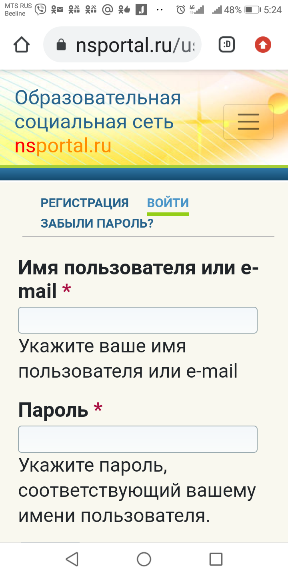 MTS RUS
Beeline
48% 5:24
nsportal.ru/us
:D
Образовательная
социальная сеть
nsportal.ru
РЕГИСТРАЦИЯ ВОЙТИ
ЗАБЫЛИ ПАРОЛЬ?
Имя пользователя или e-
mail *
Укажите ваше имя
пользователя или e-mail
Пароль *
Укажите пароль,
соответствующий вашему
имени пользователя.